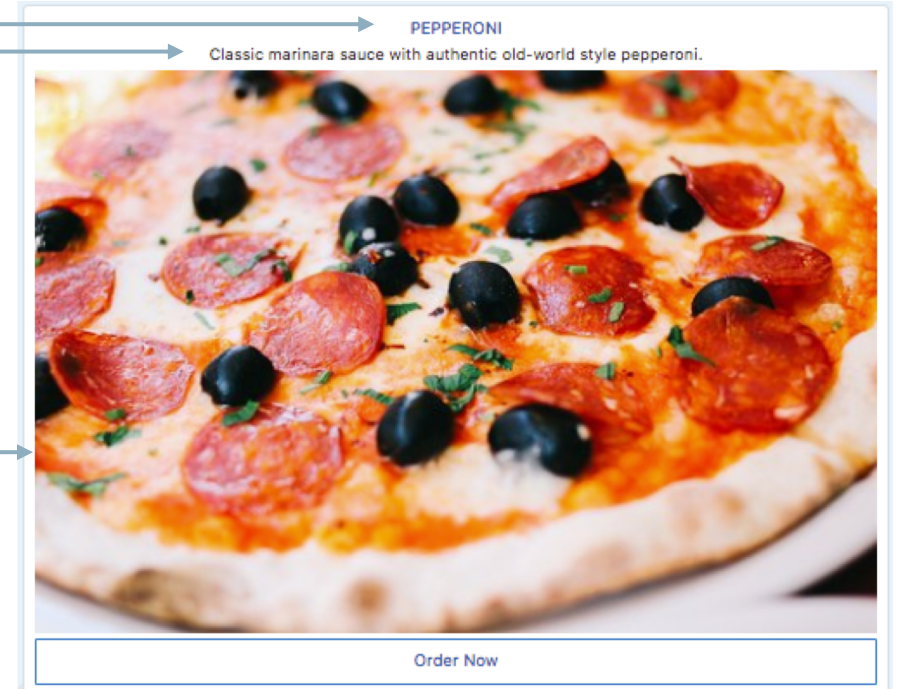 PEPPERONI
Classic marinara sauce with authentic old-world style pepperoni.
Order Now